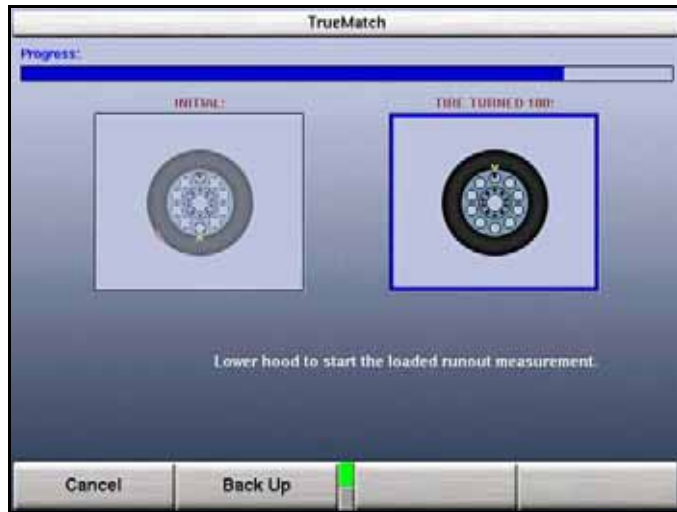 TrueMatch
Progress:
INITIAL:
TIRE TURNED 180:
Lower hood to start the loaded runout measurement.
Cancel
Back Up